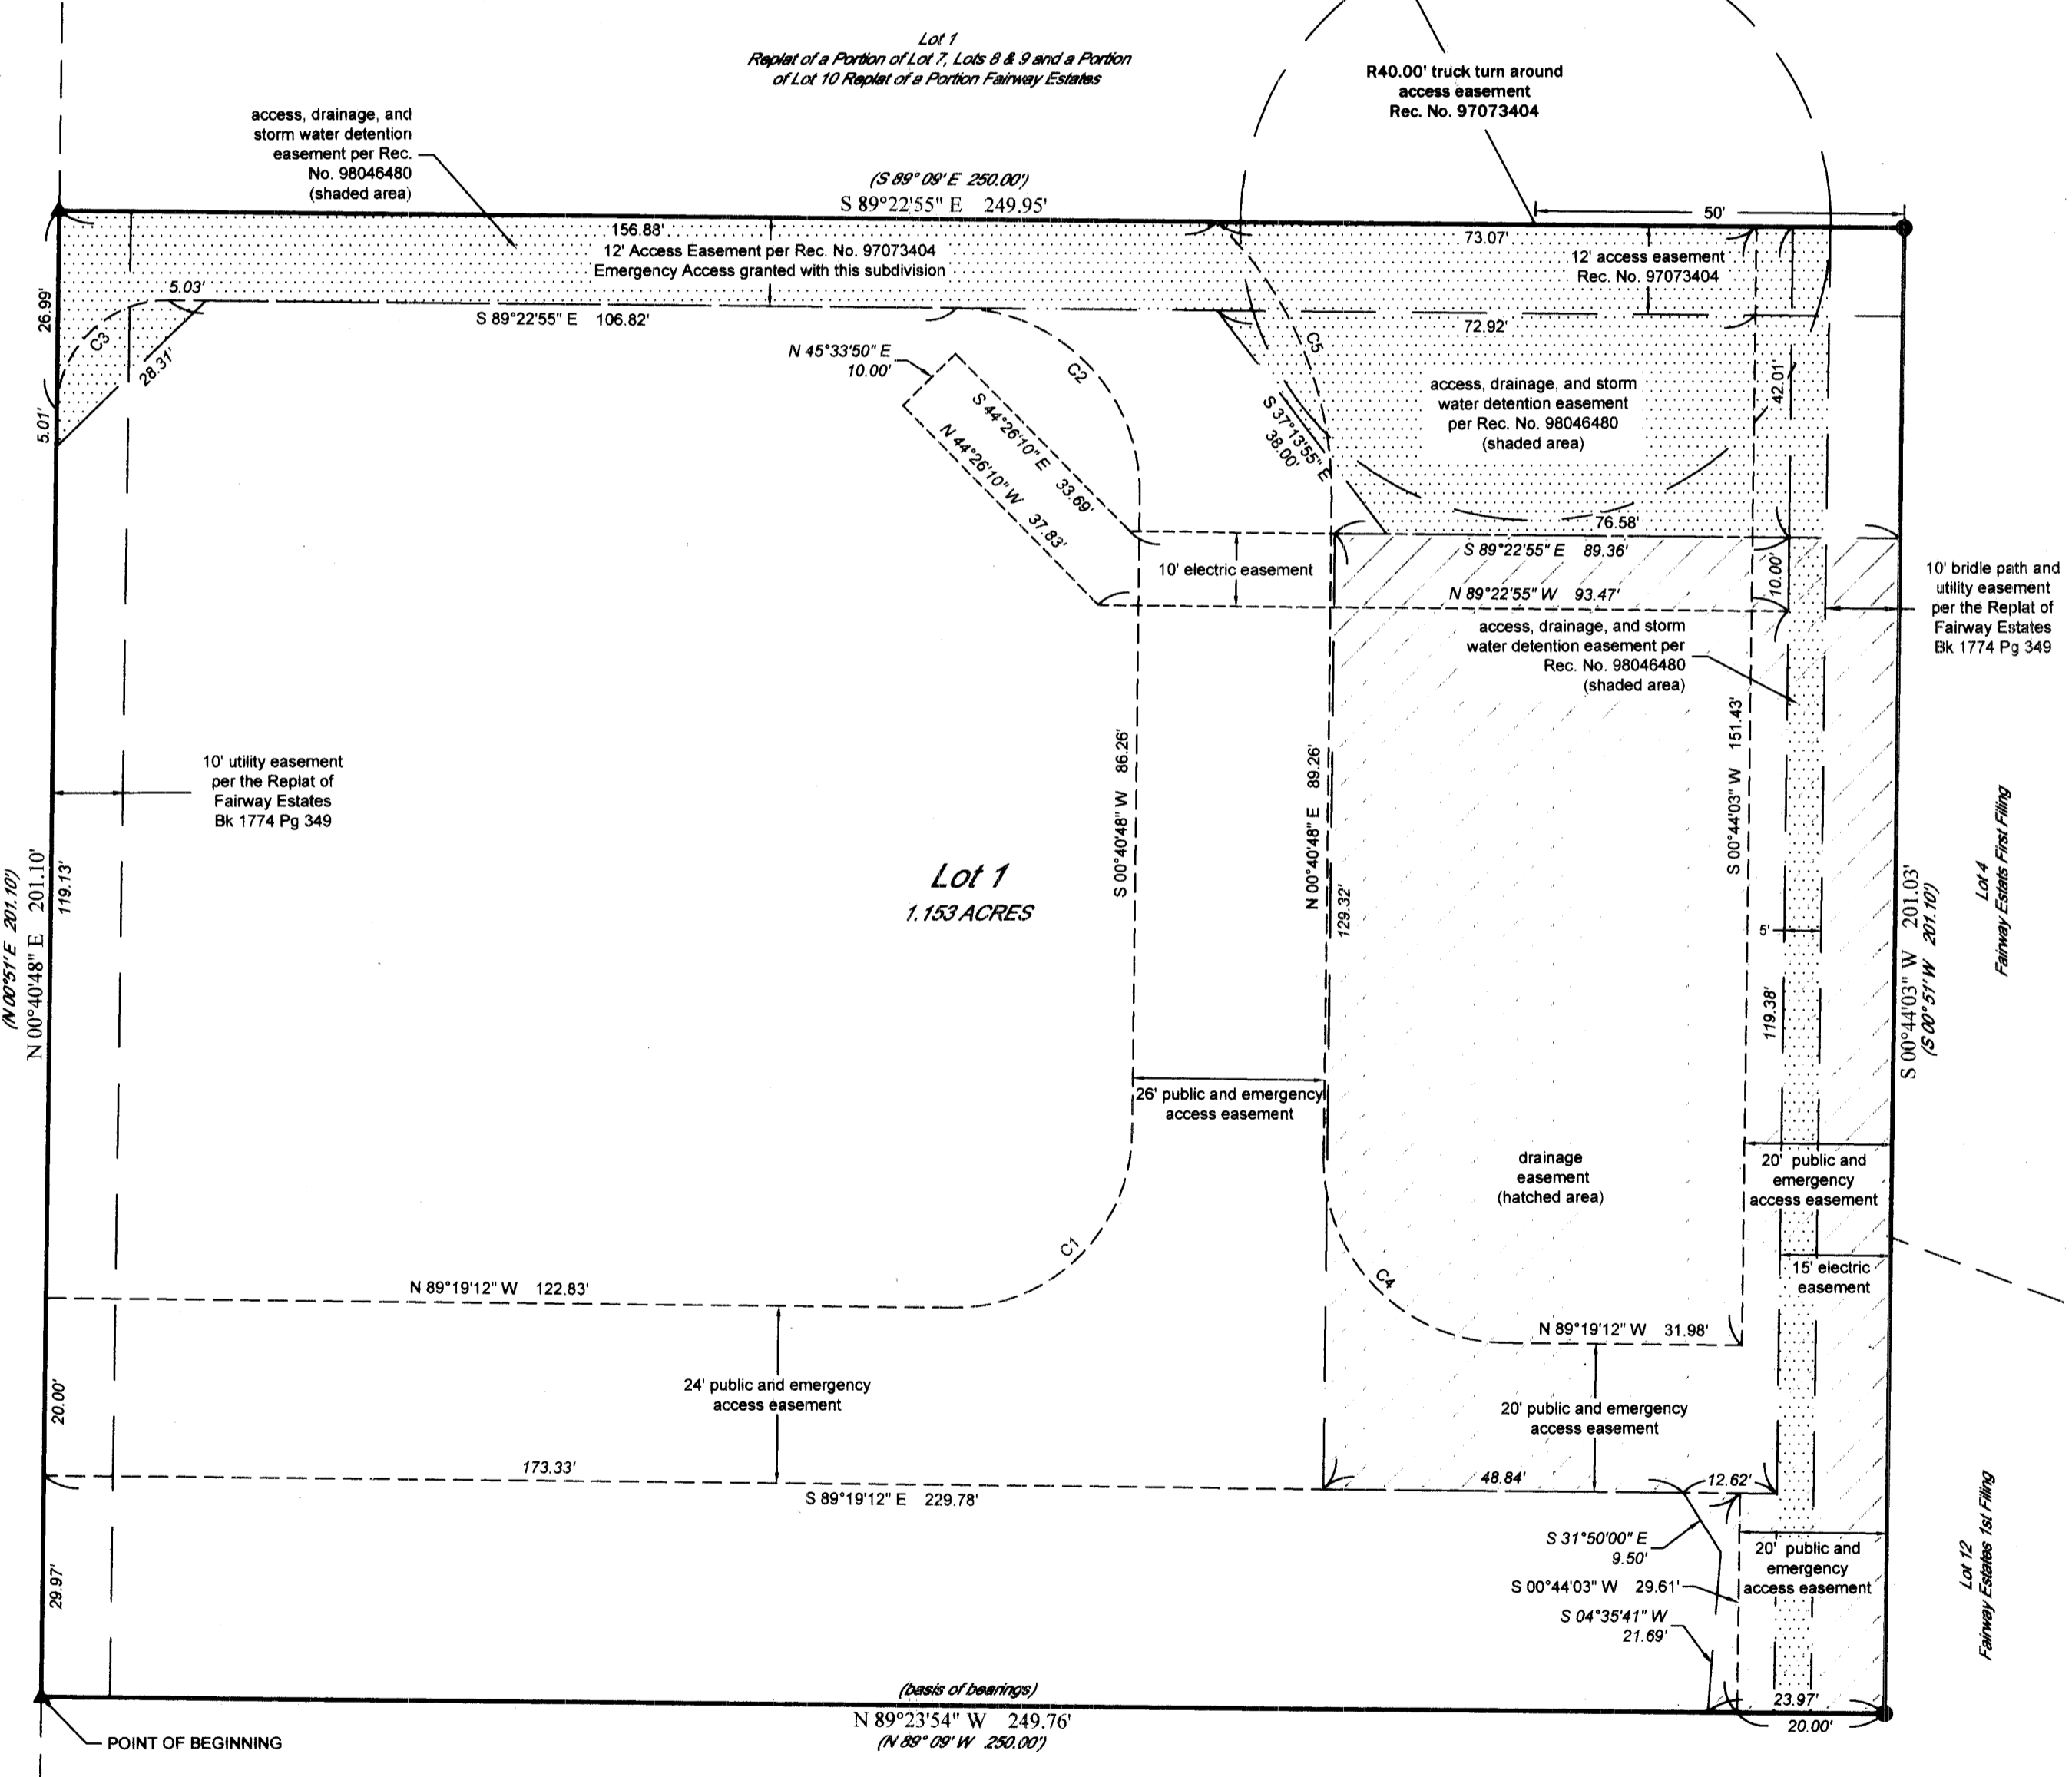 Lot 1
Replat of a Portion of Lot 7, Lots 8 & 9 and a Portion
of Lot 10 Replat of a Portion Fairway Estates
R40.00' truck turn around
access easement
Rec. No. 97073404
access, drainage, and
storm water detention
easement per Rec.
No. 98046480
(shaded area)
(S 89° 09' E 250.00')
S 89°22'55" E 249.95'
50'
156.88'
73.07'
12' Access Easement per Rec. No. 97073404
Emergency Access granted with this subdivision
12' access easement
Rec. No. 97073404
26.99'
5.03'
S 89°22'55" E 106.82'
72.92'
C3
28.31'
5.01'
N 45°33'50" E
10.00'
C2
C5
S 44°26'10" E 33.69'
N 44°26'10" W 37.83'
S 37°13'55" E
38.00'
access, drainage, and storm
water detention easement
per Rec. No. 98046480
(shaded area)
42.01'
76.58'
S 89°22'55" E 89.36'
10' electric easement
10.00'
N 89°22'55" W 93.47'
10' bridle path and
utility easement
per the Replat of
Fairway Estates
Bk 1774 Pg 349
access, drainage, and storm
water detention easement per
Rec. No. 98046480
(shaded area)
10' utility easement
per the Replat of
Fairway Estates
Bk 1774 Pg 349
S 00°40'48" W 86.26'
N 00°40'48" E 89.26'
129.32'
S 00°44'03" W 151.43'
Lot 4
Fairway Estats First Filing
(N 00°51' E 201.10')
N 00°40'48" E 201.10'
119.13'
Lot 1
1.153 ACRES
5'
119.38'
S 00°44'03" W 201.03'
(S 00°51' W 201.10')
26' public and emergency
access easement
drainage
easement
(hatched area)
20' public and
emergency
access easement
C1
C4
15' electric
easement
N 89°19'12" W 122.83'
N 89°19'12" W 31.98'
24' public and emergency
access easement
20.00'
20' public and emergency
access easement
173.33'
S 89°19'12" E 229.78'
48.84'
12.62'
S 31°50'00" E
9.50'
20' public and
emergency
access easement
S 00°44'03" W 29.61'
S 04°35'41" W
21.69'
Lot 12
Fairway Estates 1st Filing
29.97'
(basis of bearings)
N 89°23'54" W 249.76'
(N 89° 09' W 250.00')
23.97'
20.00'
POINT OF BEGINNING